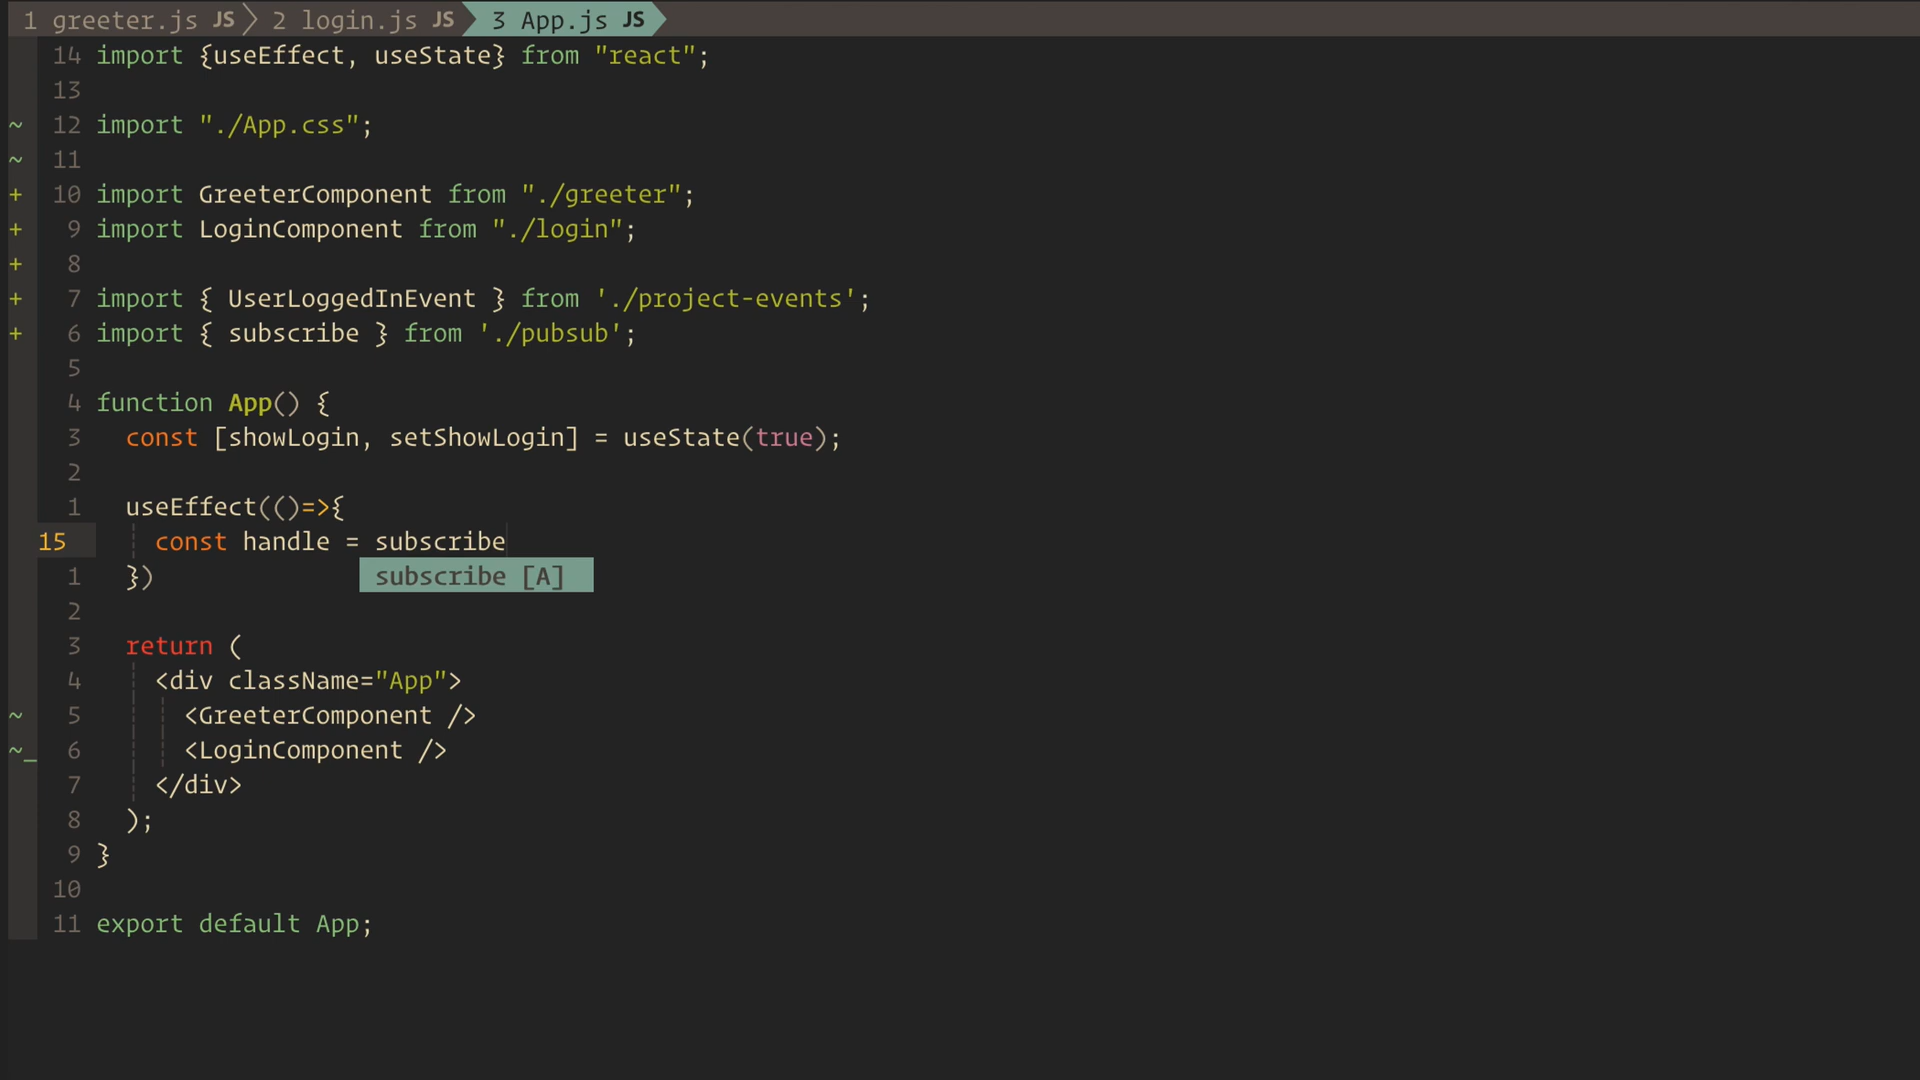 1 greeter.js JS 2 login.js JS 3 App.js JS
14 import {useEffect, useState} from "react";
13
~ 12 import "./App.css";
~ 11
+ 10 import GreeterComponent from "./greeter";
+ 9 import LoginComponent from "./login";
+ 8
+ 7 import { UserLoggedInEvent } from './project-events';
+ 6 import { subscribe } from './pubsub';
5
4 function App() {
3 const [showLogin, setShowLogin] = useState(true);
2
1 useEffect(()=>{
15 const handle = subscribe
1 }) subscribe [A]
2
3 return (
4 <div className="App">
~ 5 <GreeterComponent />
~_ 6 <LoginComponent />
7 </div>
8 );
9 }
10
11 export default App;